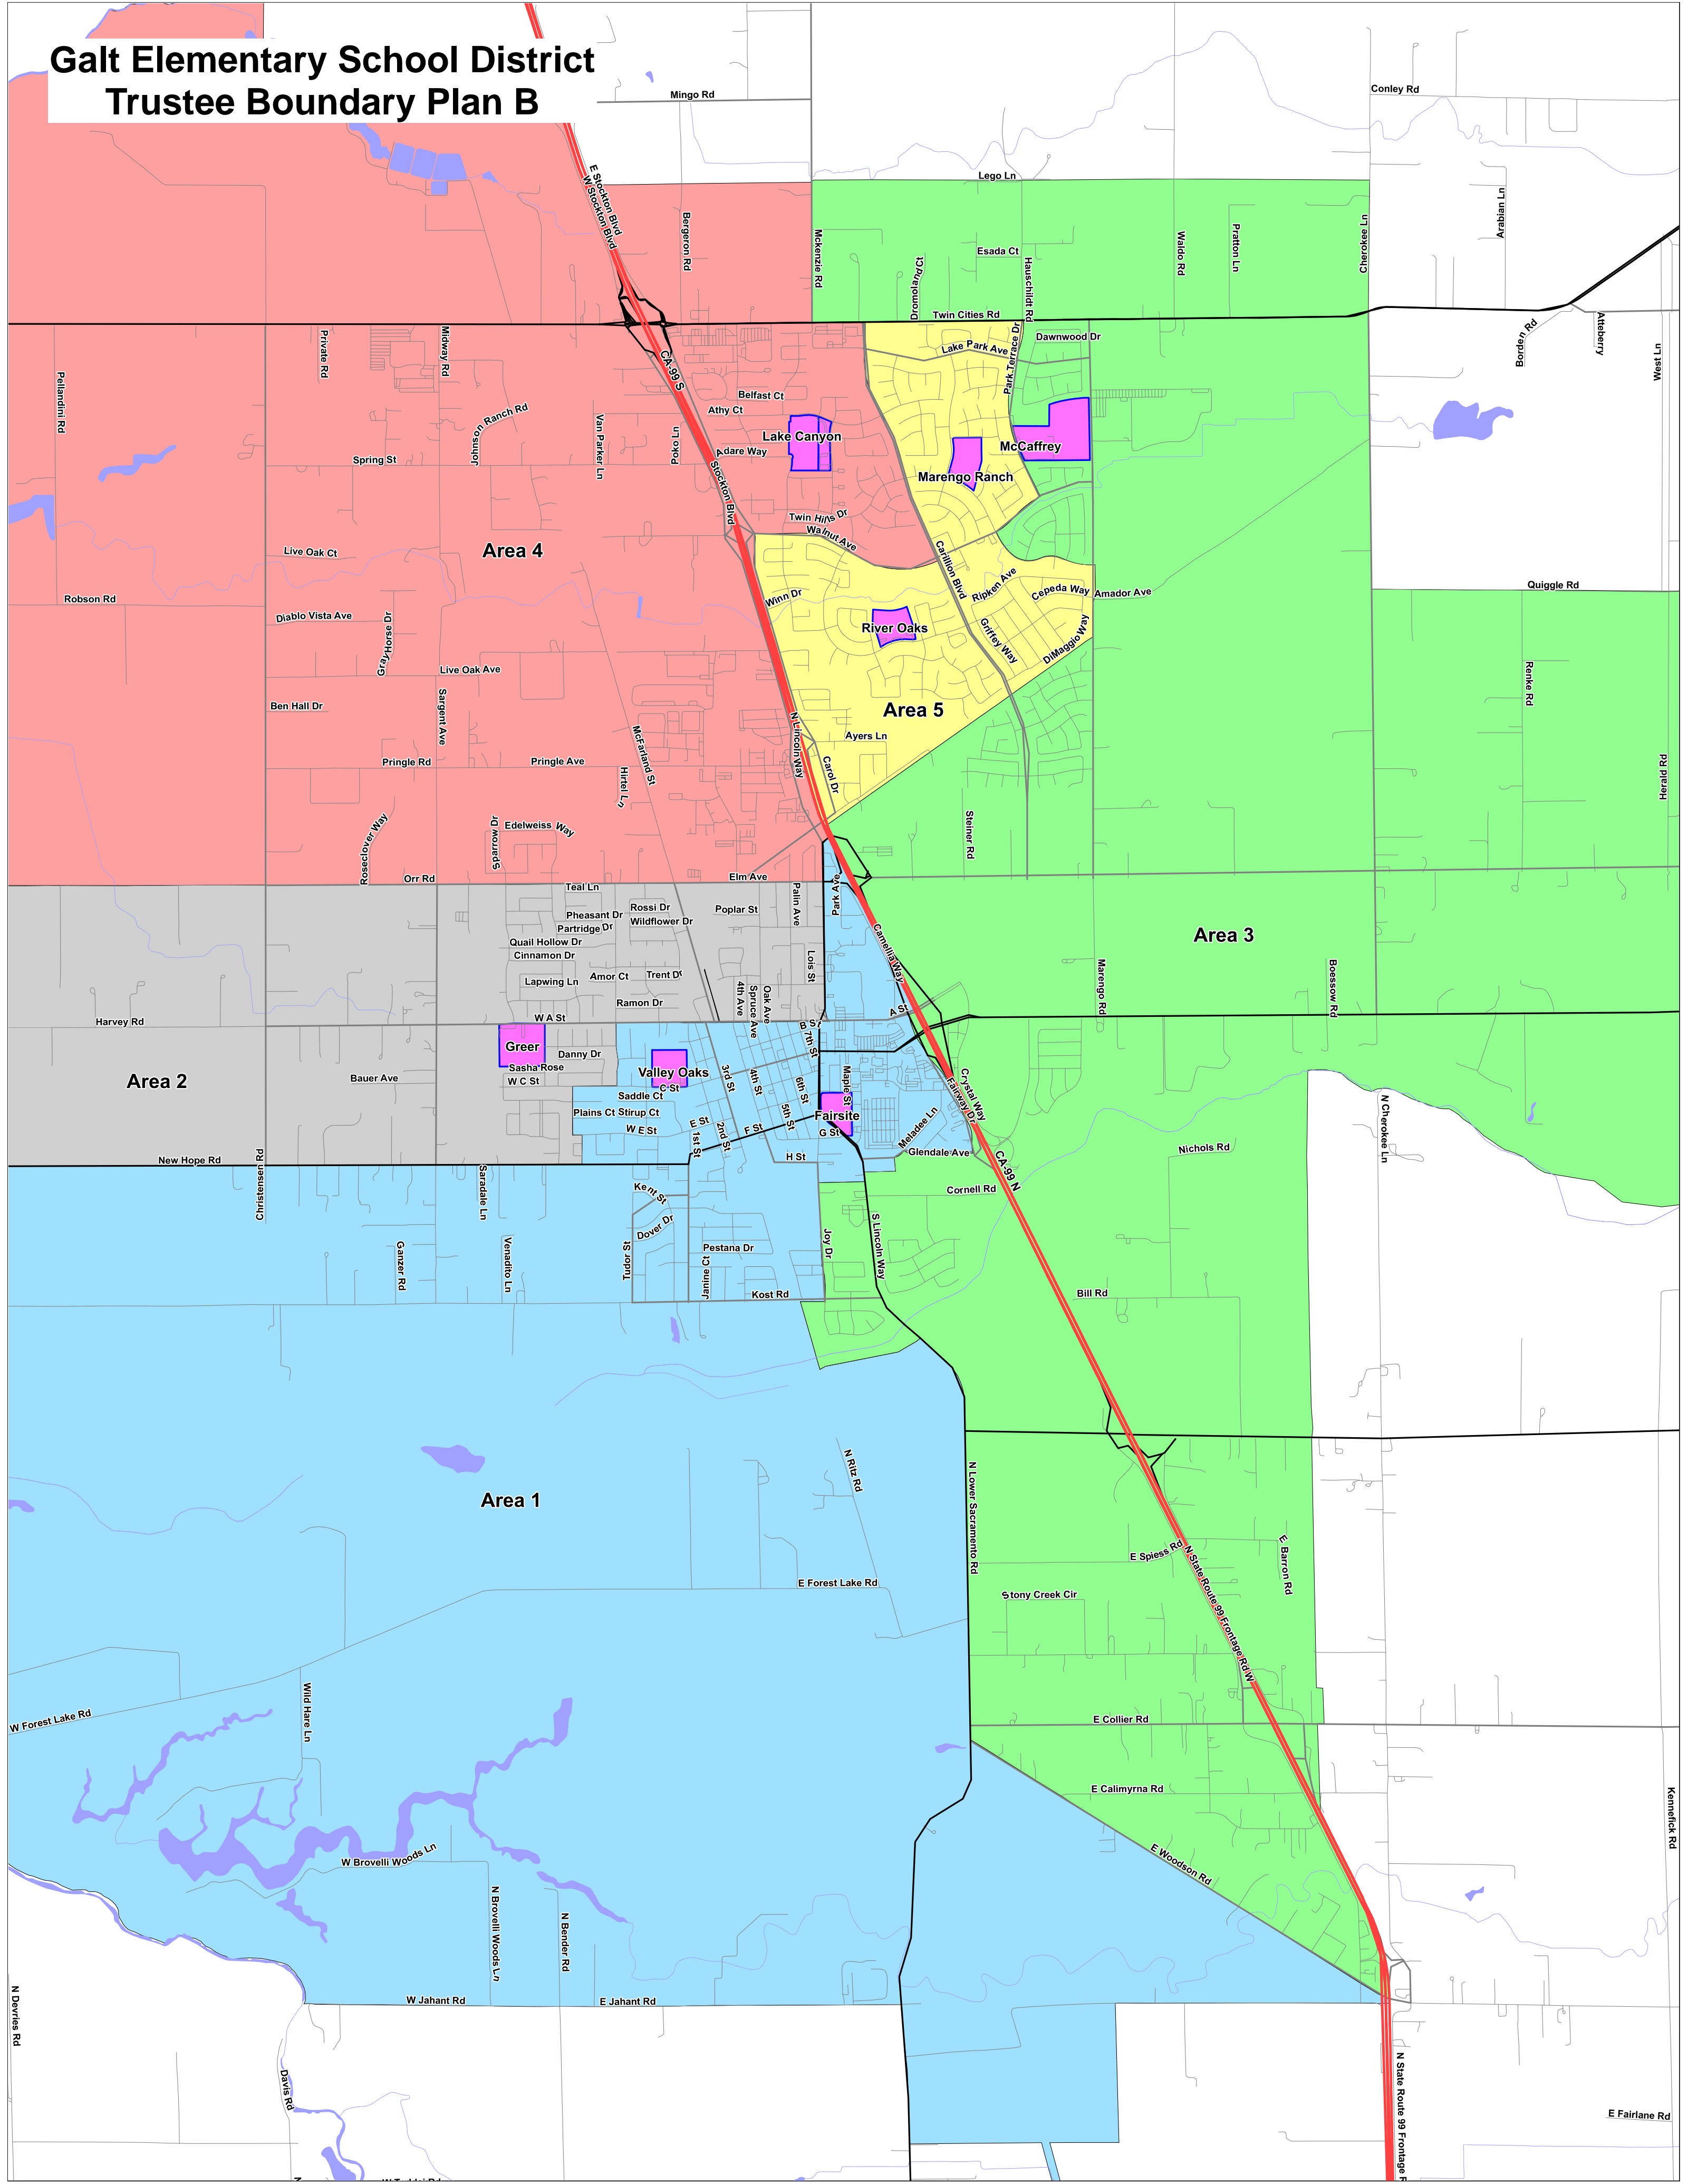 Galt Elementary School District
Trustee Boundary Plan B
Mingo Rd
Conley Rd
E Stockton Blvd
W Stockton Blvd
Lego Ln
Bergeron Rd
Mckenzie Rd
Dromoland Ct
Esada Ct
Hauschildt Rd
Waldo Rd
Pratton Ln
Cherokee Ln
Arabian Ln
Twin Cities Rd
Private Rd
Midway Rd
CA-99 S
Lake Park Ave
Park Terrace Dr
Dawnwood Dr
Borden Rd
Atteberry
West Ln
Pellandini Rd
Johnson Ranch Rd
Van Parker Ln
Poko Ln
Belfast Ct
Athy Ct
Lake Canyon
Adare Way
McCaffrey
Marengo Ranch
Spring St
Stockton Blvd
Twin Hills Dr
Walnut Ave
Live Oak Ct
Area 4
Carillion Blvd
Ripken Ave
Cepeda Way
Amador Ave
Quiggle Rd
Robson Rd
Diablo Vista Ave
Gray Horse Dr
Winn Dr
River Oaks
Griffey Way
DiMaggio Way
Live Oak Ave
Ben Hall Dr
Sargent Ave
Area 5
Renke Rd
N Lincoln Way
Ayers Ln
McFarland St
Carol Dr
Pringle Rd
Pringle Ave
Hirtel Ln
Herald Rd
Roseclover Way
Sparrow Dr
Edelweiss Way
Steiner Rd
Orr Rd
Elm Ave
Teal Ln
Palin Ave
Park Ave
Pheasant Dr
Rossi Dr
Poplar St
Partridge Dr
Wildflower Dr
Quail Hollow Dr
Cinnamon Dr
Camellia Way
Area 3
Lois St
Lapwing Ln
Amor Ct
Trent Dr
4th Ave
Spruce Ave
Oak Ave
Marengo Rd
Boessow Rd
Ramon Dr
Harvey Rd
W A St
B St
A St
7th St
Greer
Danny Dr
Sasha Rose
W C St
Area 2
Bauer Ave
Valley Oaks
C St
3rd St
4th St
6th St
Maple St
Saddle Ct
Crystal Way
Fairway Dr
Plains Ct
Stirup Ct
5th St
Fairsite
W E St
E St
F St
G St
Meladee Ln
1st St
2nd St
H St
Glendale Ave
Nichols Rd
N Cherokee Ln
New Hope Rd
Christensen Rd
Saradale Ln
CA-99 N
Kent St
Cornell Rd
Dover Dr
Joy Dr
S Lincoln Way
Ganzer Rd
Venadito Ln
Tudor St
Pestana Dr
Janine Ct
Kost Rd
Bill Rd
N Ritz Rd
N Lower Sacramento Rd
Area 1
E Spiess Rd
E Barron Rd
N State Route 99 Frontage Rd W
E Forest Lake Rd
Stony Creek Cir
Wild Hare Ln
W Forest Lake Rd
E Collier Rd
E Calimyrna Rd
Kennefick Rd
W Brovelli Woods Ln
E Woodson Rd
N Brovelli Woods Ln
N Bender Rd
W Jahant Rd
E Jahant Rd
N Devries Rd
Davis Rd
N State Route 99 Frontage R
E Fairlane Rd
N